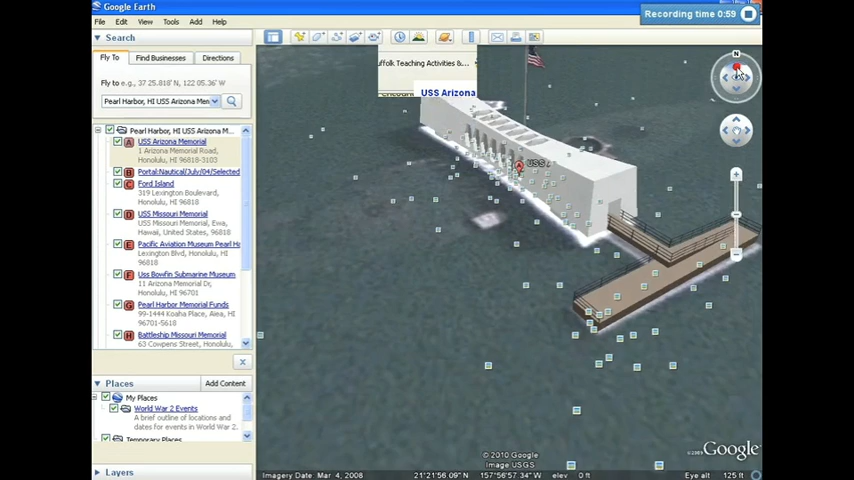 Google Earth
Recording time 0:59
File Edit View Tools Add Help
Search
Fly To Find Businesses Directions
Fly to e.g., 37 25.818' N, 122 05.36' W
Pearl Harbor, HI USS Arizona Mem
Pearl Harbor, HI USS Arizona M...
A USS Arizona Memorial
1 Arizona Memorial Road,
Honolulu, HI 96818-3103
B Portal:Nautical/July/04/Selected
C Ford Island
319 Lexington Boulevard,
Honolulu, HI 96818
D USS Missouri Memorial
USS Missouri Memorial, Ewa,
Hawaii, United States, 96818
E Pacific Aviation Museum Pearl Ha
Lexington Blvd, Honolulu, HI
96818
F Uss Bowfin Submarine Museum
11 Arizona Memorial Dr,
Honolulu, HI 96701
G Pearl Harbor Memorial Funds
99-1444 Koaha Place, Aiea, HI
96701-5618
H Battleship Missouri Memorial
63 Cowpens Street, Honolulu,
Places
Add Content
My Places
World War 2 Events
A brief outline of locations and
dates for events in World War 2.
Temporary Places
Layers
uffolk Teaching Activities &...
USS Arizona
N
A USS
© 2010 Google
Image USGS
Google
Imagery Date: Mar 4, 2008
21°21'56.09" N 157°56'57.34" W elev 0 ft
Eye alt 125 ft